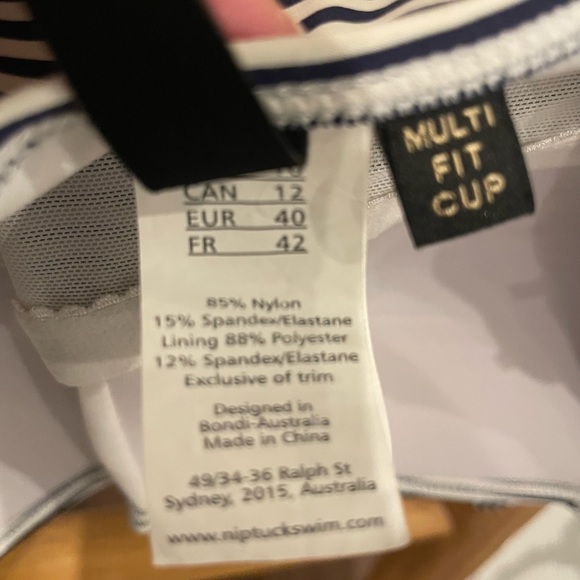 CAN 12
EUR 40
FR 42
85% Nylon
15% Spandex/Elastane
Lining 88% Polyester
12% Spandex/Elastane
Exclusive of trim
Designed in
Bondi-Australia
Made in China
49/34-36 Ralph St
Sydney, 2015, Australia
www.niptuckswim.com
MULTI
FIT
CUP